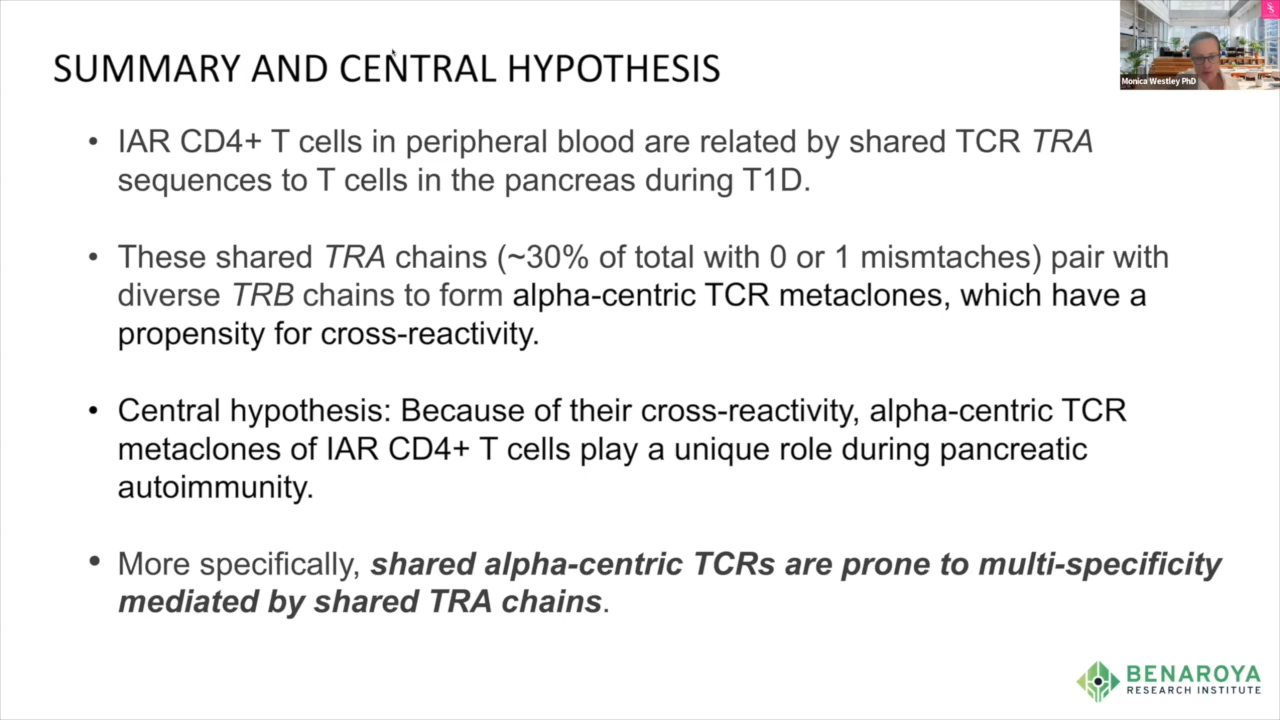 SUMMARY AND CENTRAL HYPOTHESIS
Monica Westley PhD
• IAR CD4+ T cells in peripheral blood are related by shared TCR TRA
sequences to T cells in the pancreas during T1D.
• These shared TRA chains (~30% of total with 0 or 1 mismtaches) pair with
diverse TRB chains to form alpha-centric TCR metaclones, which have a
propensity for cross-reactivity.
• Central hypothesis: Because of their cross-reactivity, alpha-centric TCR
metaclones of IAR CD4+ T cells play a unique role during pancreatic
autoimmunity.
• More specifically, shared alpha-centric TCRs are prone to multi-specificity
mediated by shared TRA chains.
BENAROYA
RESEARCH INSTITUTE